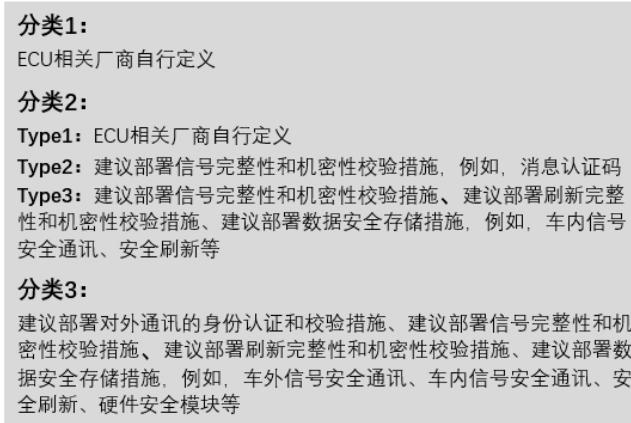 分类1：
ECU相关厂商自行定义
分类2：
Type1：ECU相关厂商自行定义
Type2：建议部署信号完整性和机密性校验措施，例如，消息认证码
Type3：建议部署信号完整性和机密性校验措施、建议部署刷新完整
性和机密性校验措施、建议部署数据安全存储措施，例如，车内信号
安全通讯、安全刷新等
分类3：
建议部署对外通讯的身份认证和校验措施、建议部署信号完整性和机
密性校验措施、建议部署刷新完整性和机密性校验措施、建议部署数
据安全存储措施，例如，车外信号安全通讯、车内信号安全通讯、安
全刷新、硬件安全模块等